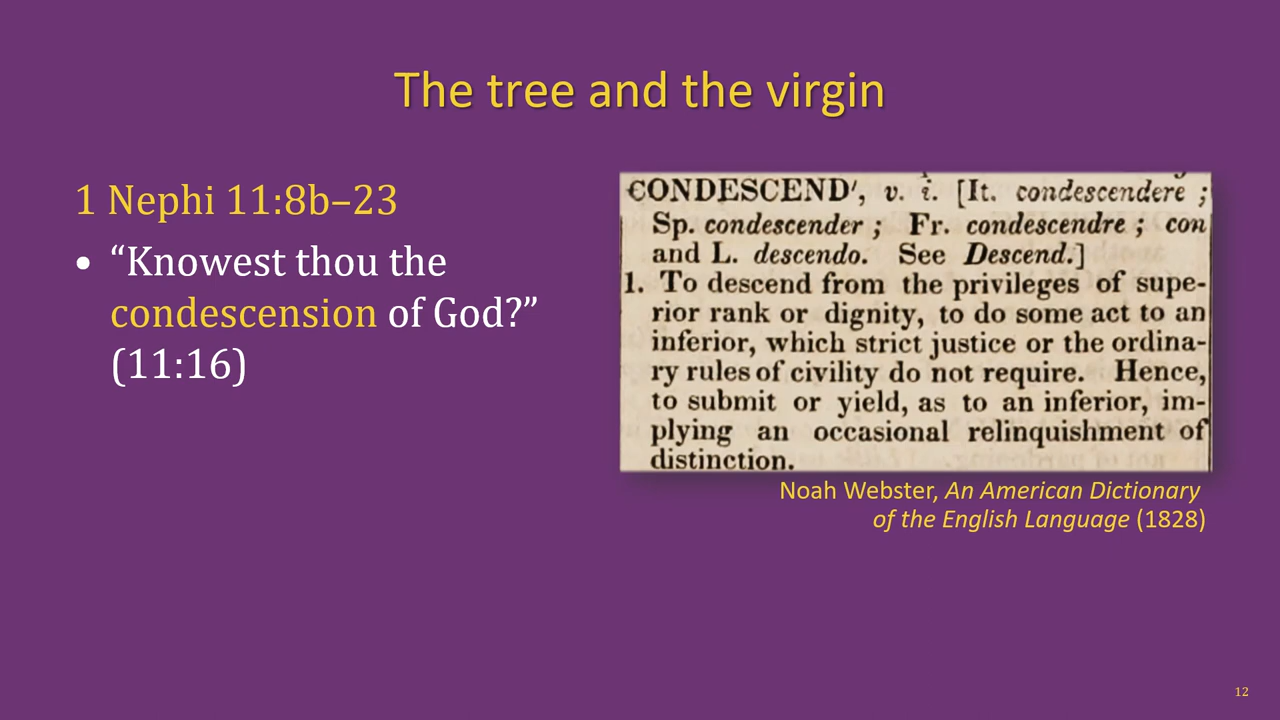 The tree and the virgin
1 Nephi 11:8b–23
• “Knowest thou the
condescension of God?”
(11:16)
CONDESCEND′, v. i. [It. condescendere ;
Sp. condescender ; Fr. condescendre ; con
and L. descendo. See Descend.]
1. To descend from the privileges of supe-
rior rank or dignity, to do some act to an
inferior, which strict justice or the ordina-
ry rules of civility do not require. Hence,
to submit or yield, as to an inferior, im-
plying an occasional relinquishment of
distinction.
Noah Webster, An American Dictionary
of the English Language (1828)
12